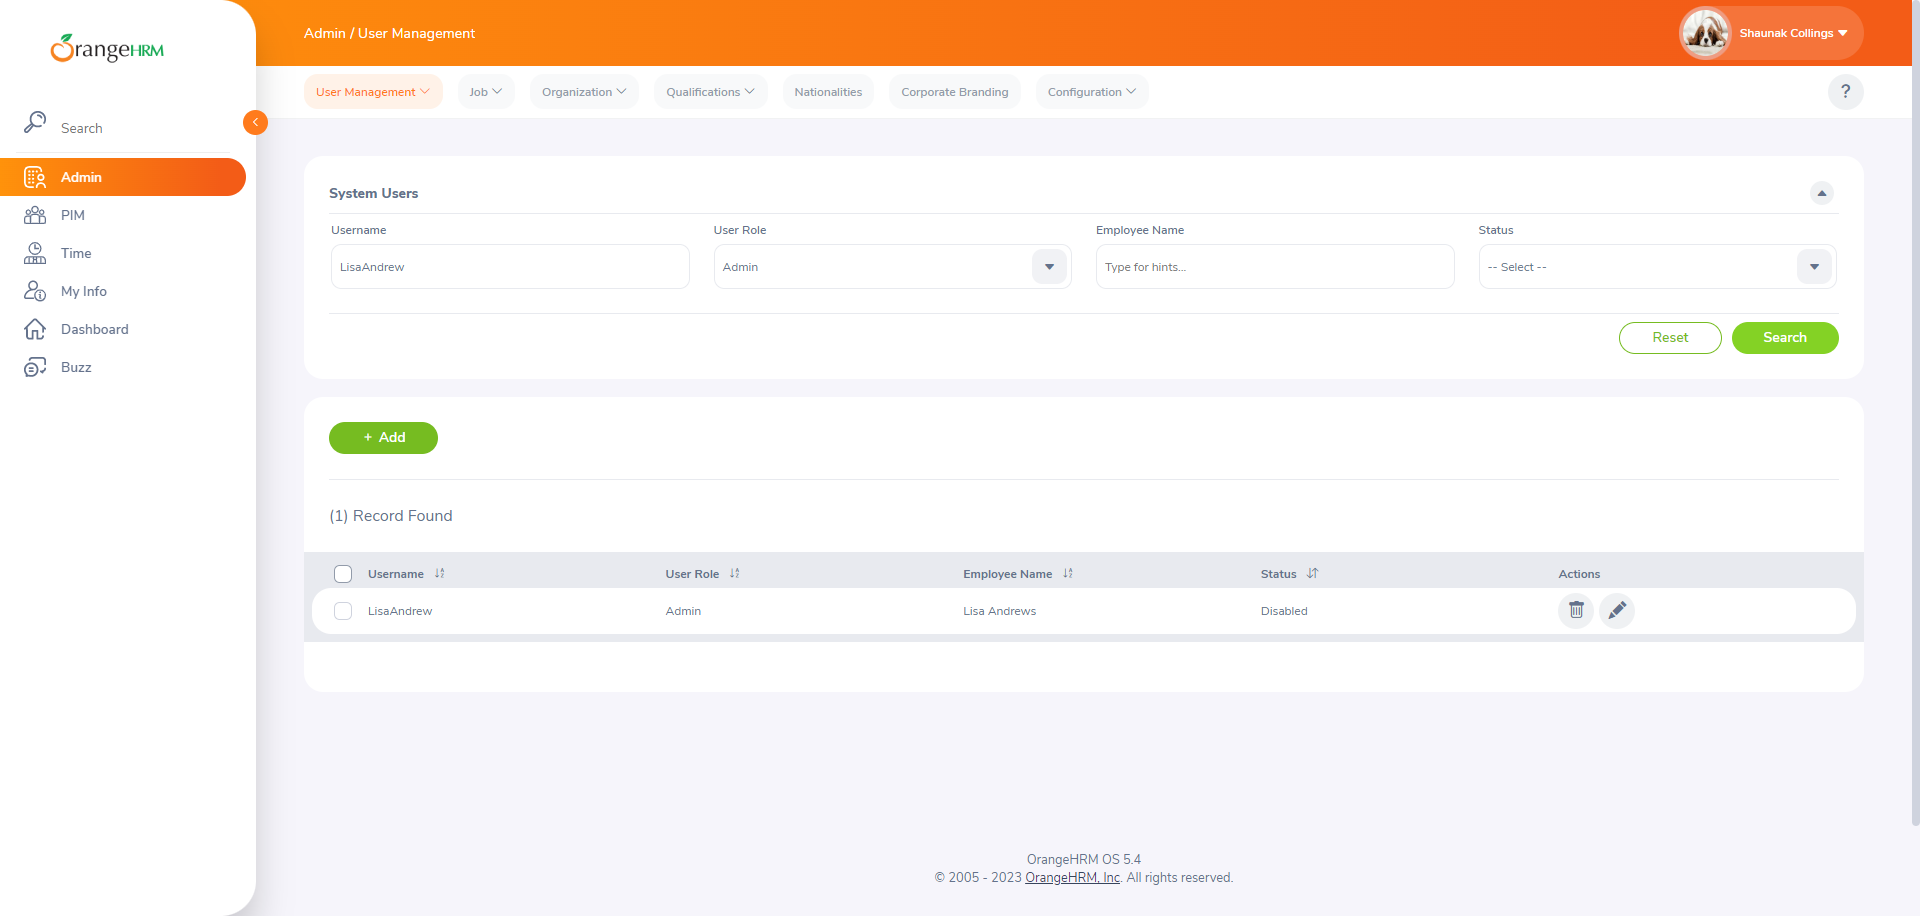 OrangeHRM
Search
Admin
PIM
Time
My Info
Dashboard
Buzz
Admin / User Management
Shaunak Collings
User Management
Job
Organization
Qualifications
Nationalities
Corporate Branding
Configuration
?
System Users
Username
User Role
Employee Name
Status
LisaAndrew
Admin
Type for hints...
-- Select --
Reset
Search
+ Add
(1) Record Found
Username
User Role
Employee Name
Status
Actions
LisaAndrew
Admin
Lisa Andrews
Disabled
OrangeHRM OS 5.4
© 2005 - 2023 OrangeHRM, Inc. All rights reserved.